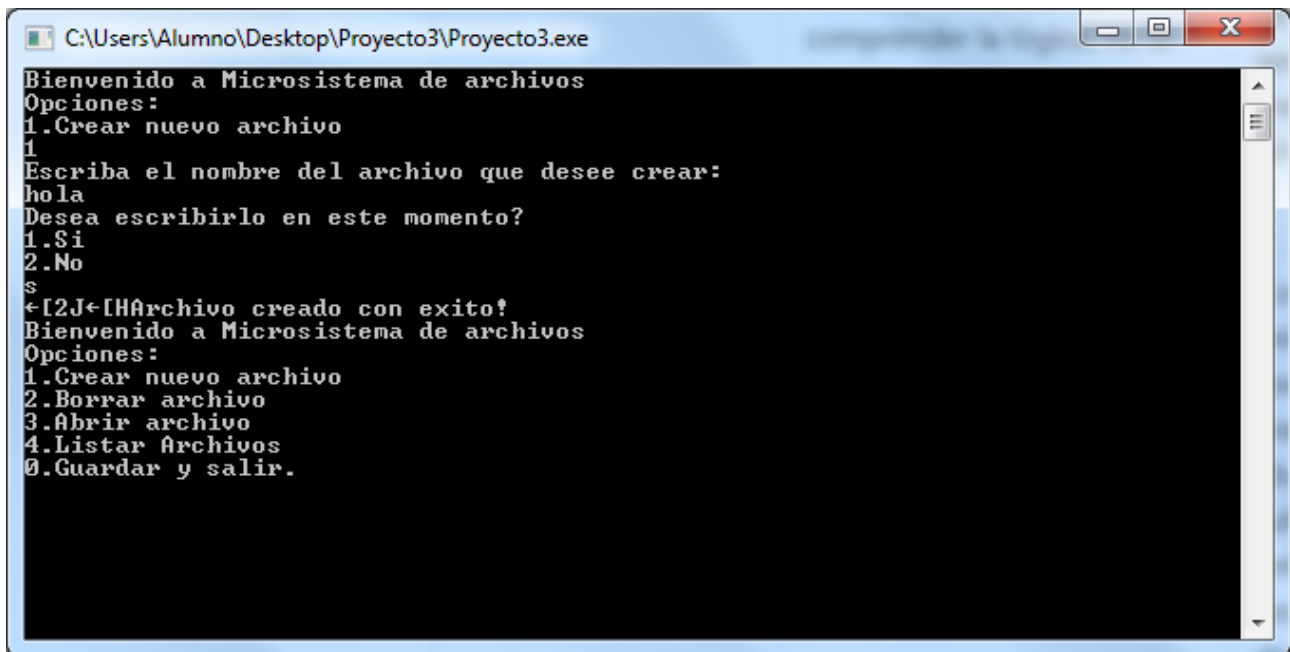 C:\Users\Alumno\Desktop\Proyecto3\Proyecto3.exe
comprender la lógica
Bienvenido a Microsistema de archivos
Opciones:
1.Crear nuevo archivo
1
Escriba el nombre del archivo que desee crear:
hola
Desea escribirlo en este momento?
1.Si
2.No
s
←[2J←[HArchivo creado con exito!
Bienvenido a Microsistema de archivos
Opciones:
1.Crear nuevo archivo
2.Borrar archivo
3.Abrir archivo
4.Listar Archivos
0.Guardar y salir.